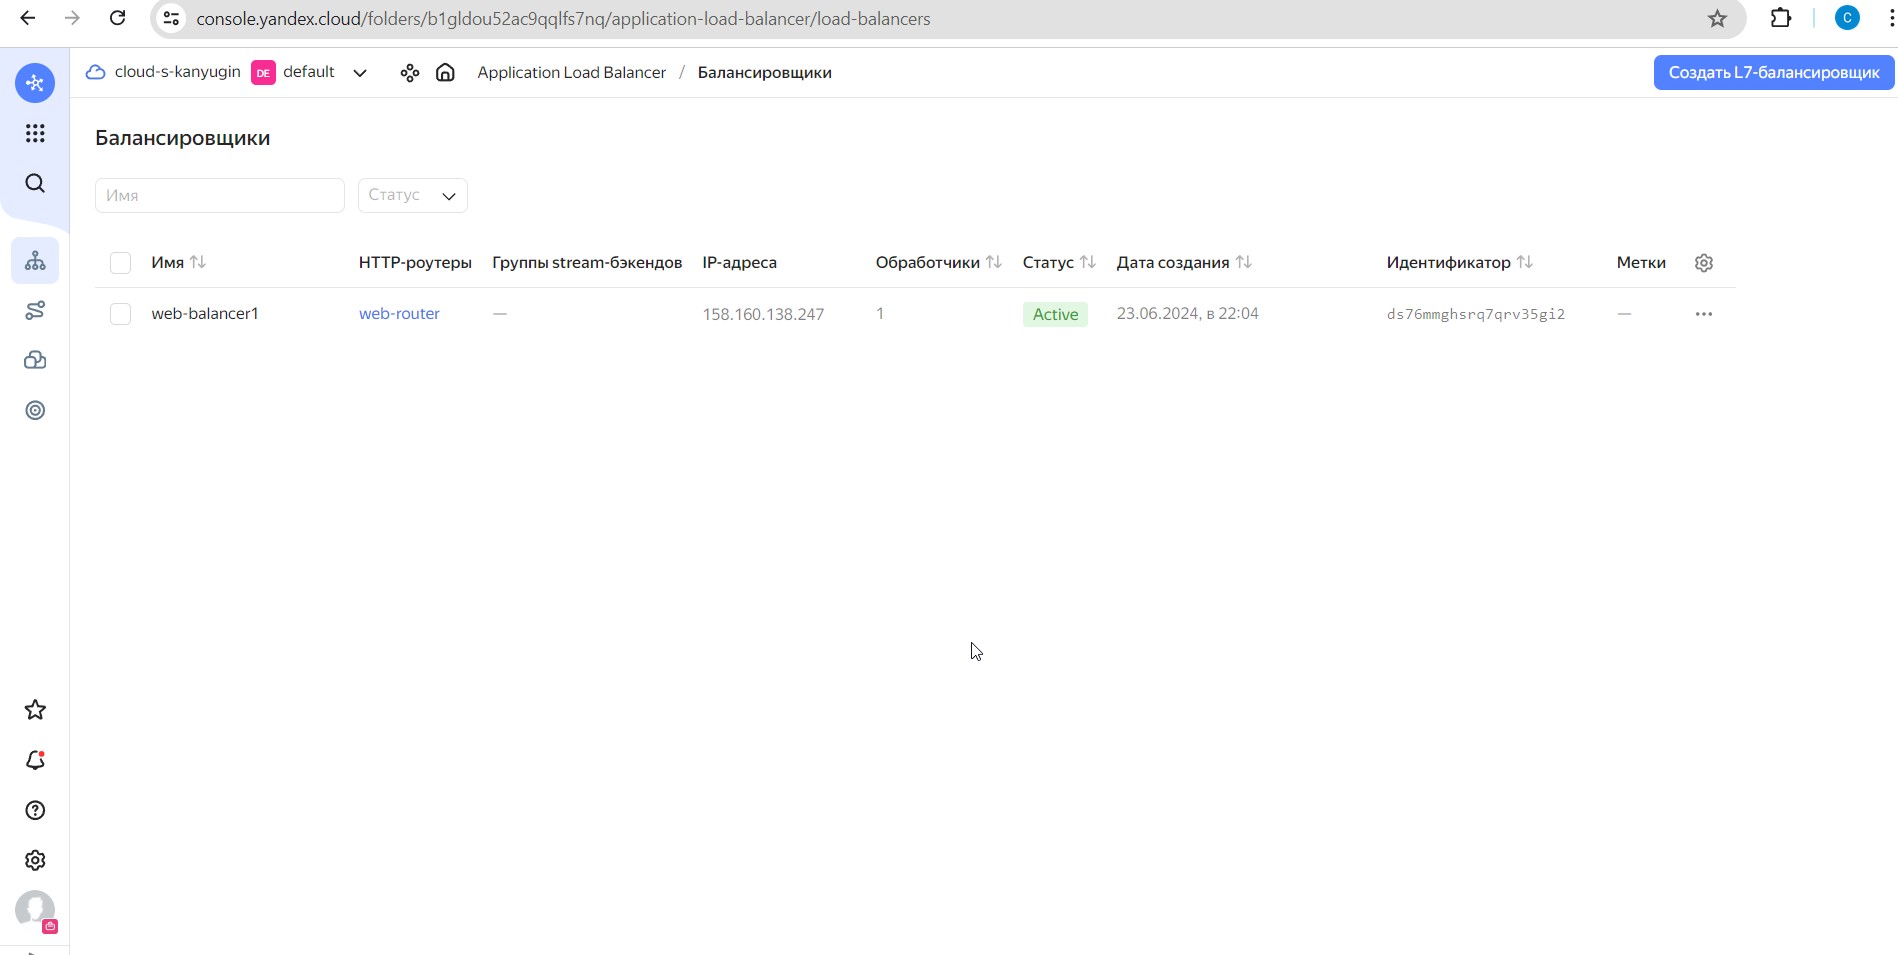 console.yandex.cloud/folders/b1gldou52ac9qqlfs7nq/application-load-balancer/load-balancers
C
cloud-s-kanyugin DE default Application Load Balancer / Балансировщики Создать L7-балансировщик
Балансировщики
Имя Статус
Имя HTTP-роутеры Группы stream-бэкендов IP-адреса Обработчики Статус Дата создания Идентификатор Метки
web-balancer1 web-router — 158.160.138.247 1 Active 23.06.2024, в 22:04 ds76mmghsrq7qrv35gi2 —